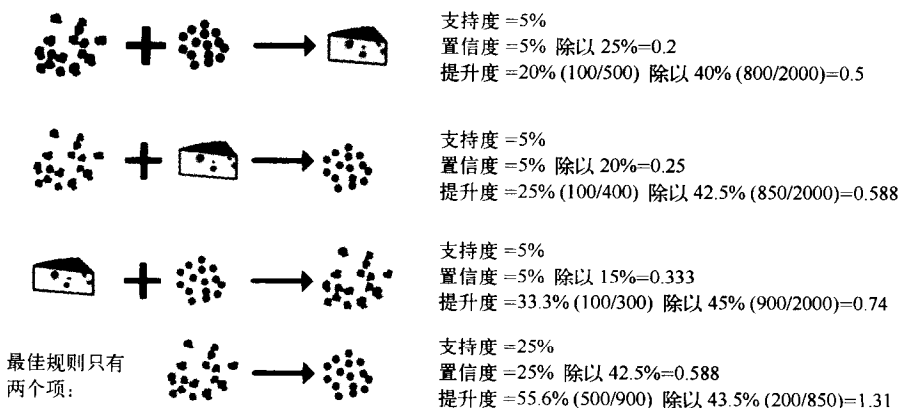 支持度 =5%
置信度 =5% 除以 25%=0.2
提升度 =20% (100/500) 除以 40% (800/2000)=0.5
支持度 =5%
置信度 =5% 除以 20%=0.25
提升度 =25% (100/400) 除以 42.5% (850/2000)=0.588
支持度 =5%
置信度 =5% 除以 15%=0.333
提升度 =33.3% (100/300) 除以 45% (900/2000)=0.74
最佳规则只有
两个项:
支持度 =25%
置信度 =25% 除以 42.5%=0.588
提升度 =55.6% (500/900) 除以 43.5% (200/850)=1.31